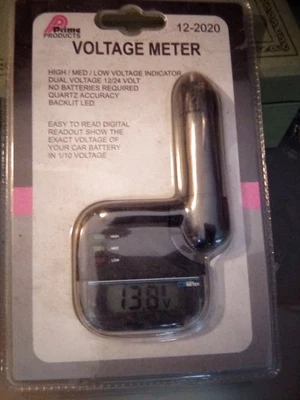 Prime
PRODUCTS
12-2020
VOLTAGE METER
HIGH / MED / LOW VOLTAGE INDICATOR
DUAL VOLTAGE 12/24 VOLT
NO BATTERIES REQUIRED
QUARTZ ACCURACY
BACKLIT LED.
EASY TO READ DIGITAL
READOUT SHOW THE
EXACT VOLTAGE OF
YOUR CAR BATTERY
IN 1/10 VOLTAGE
13.8
V
METER